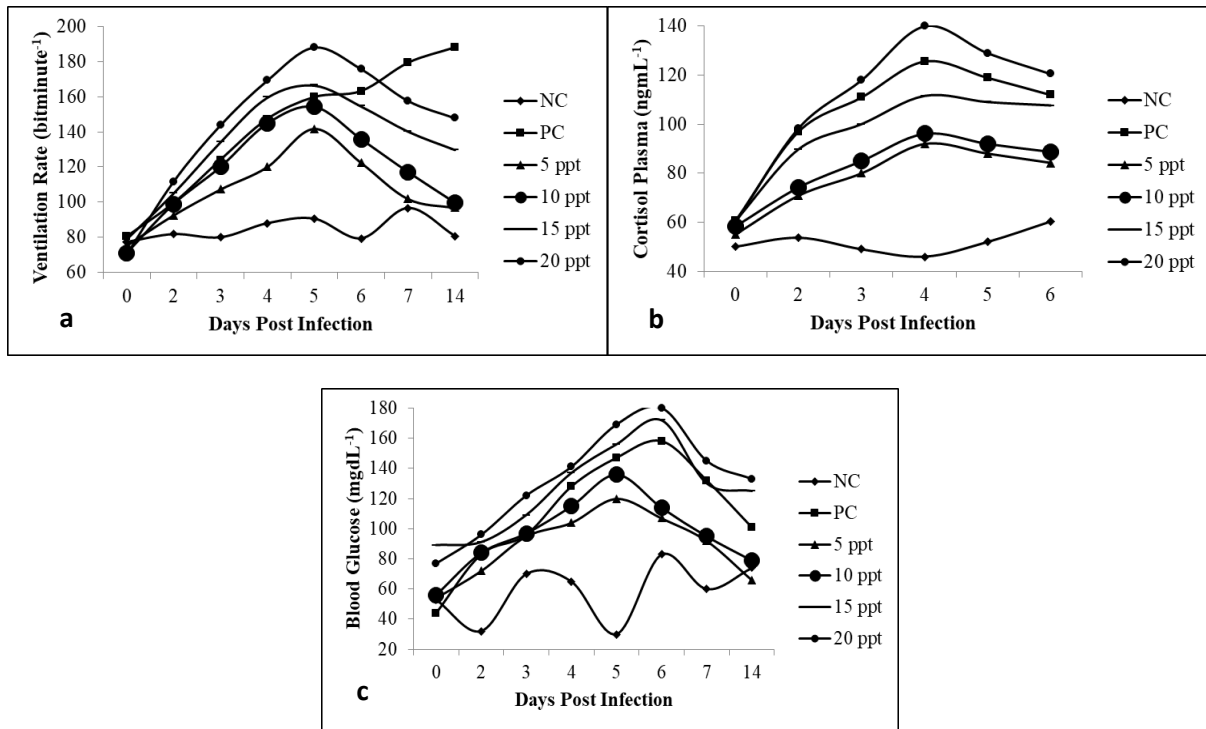 200
180
160
140
120
100
80
60
Ventilation Rate (bitminute-1)
0 2 3 4 5 6 7 14
Days Post Infection
a
NC
PC
5 ppt
10 ppt
15 ppt
20 ppt
140
120
100
80
60
40
Cortisol Plasma (ngmL-1)
0 2 3 4 5 6
Days Post Infection
b
NC
PC
5 ppt
10 ppt
15 ppt
20 ppt
180
160
140
120
100
80
60
40
20
Blood Glucose (mgdL-1)
0 2 3 4 5 6 7 14
Days Post Infection
c
NC
PC
5 ppt
10 ppt
15 ppt
20 ppt